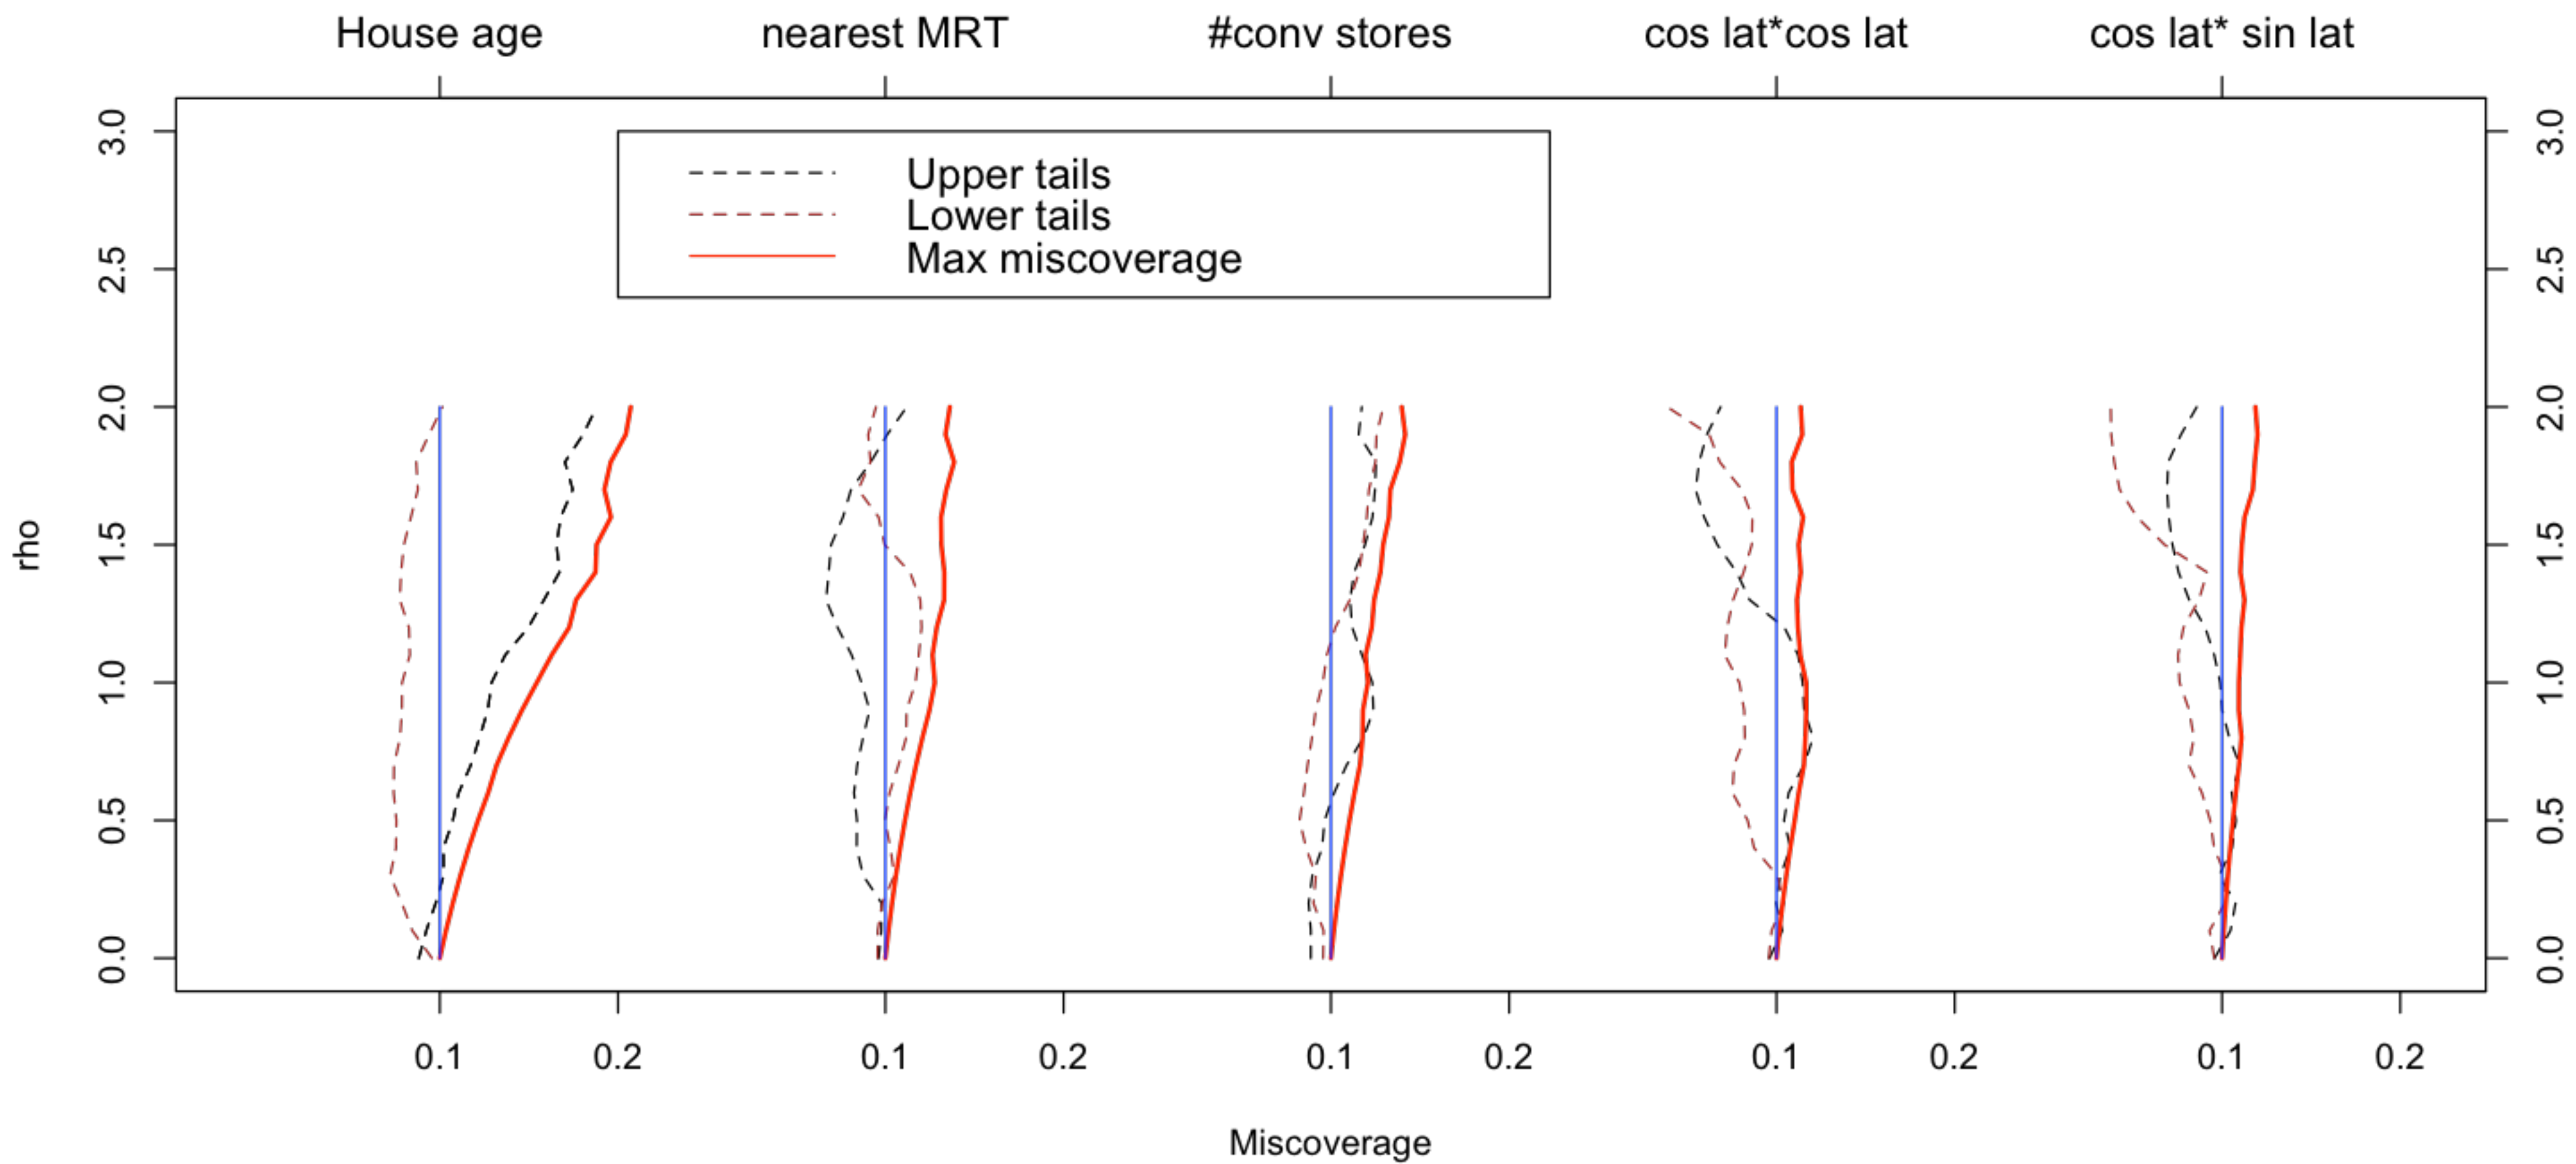 House age nearest MRT #conv stores cos lat*cos lat cos lat* sin lat
3.0 3.0
Upper tails
Lower tails
Max miscoverage
2.5 2.5
2.0 2.0
rho
1.5 1.5
1.0 1.0
0.5 0.5
0.0 0.0
0.1 0.2 0.1 0.2 0.1 0.2 0.1 0.2 0.1 0.2
Miscoverage